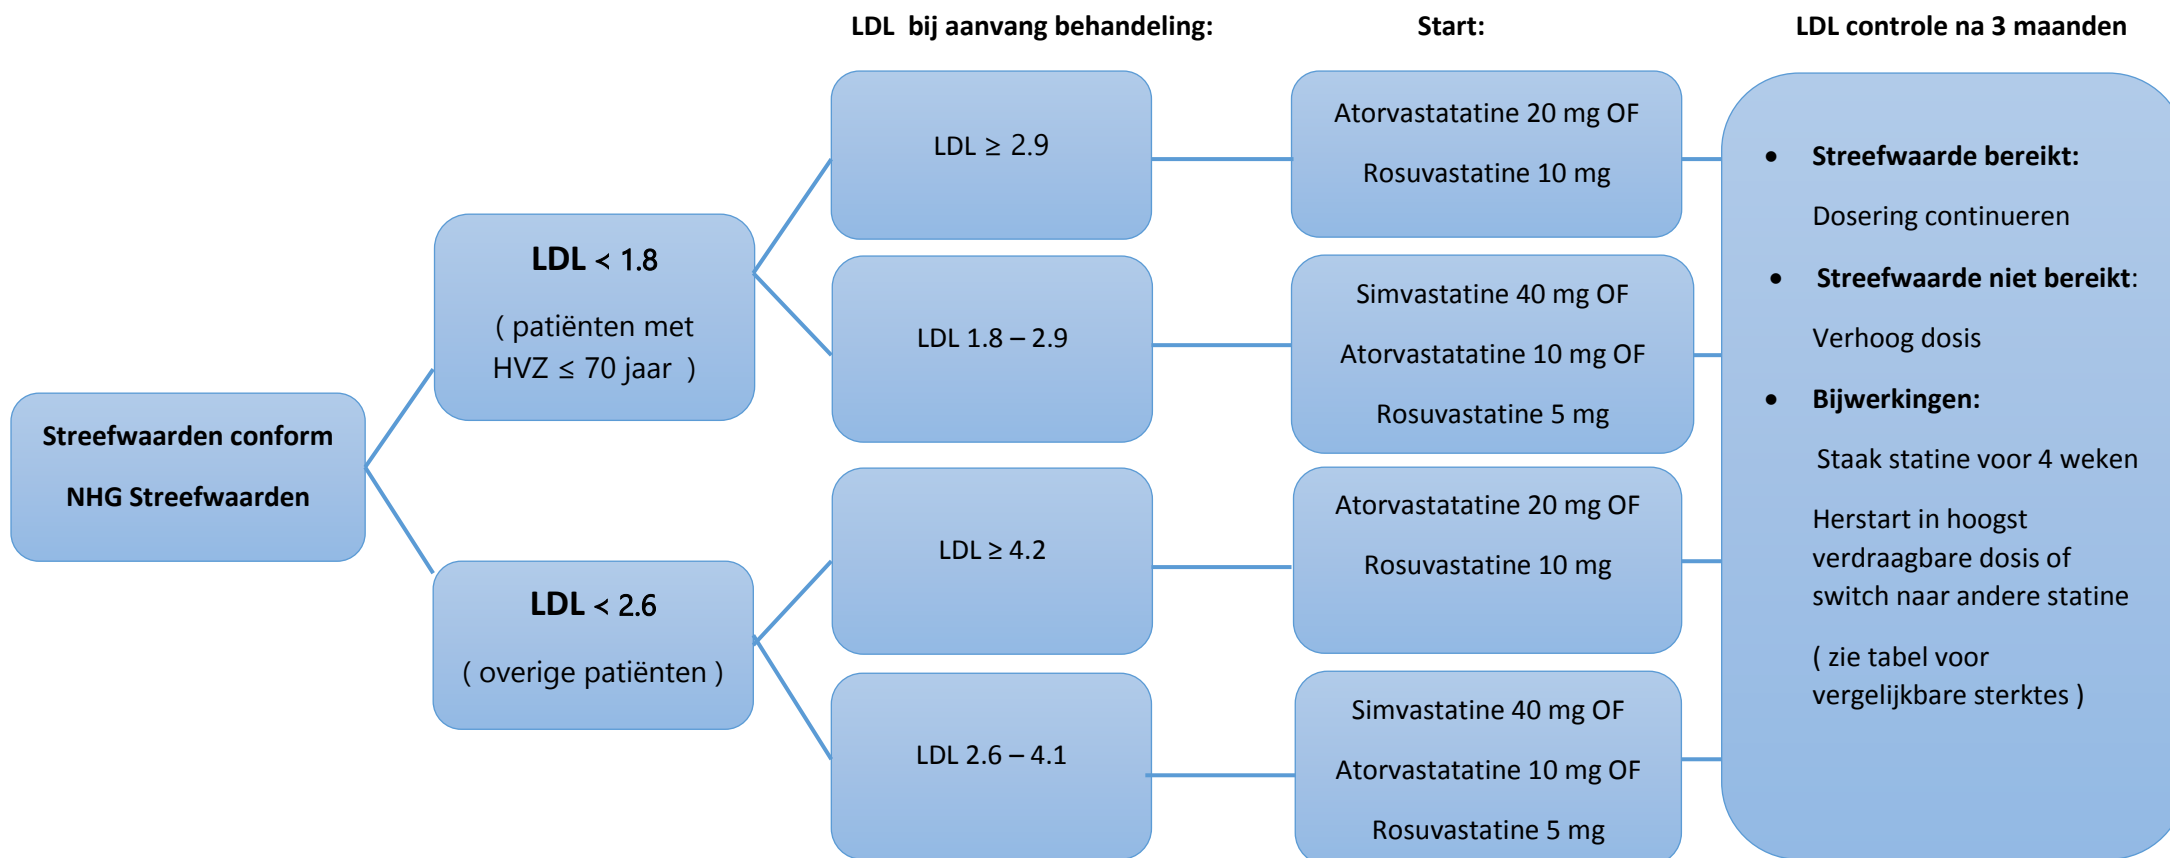 LDL  bij aanvang behandeling:
Start:
LDL controle na 3 maanden
Streefwaarden conform
NHG Streefwaarden
LDL < 1.8
( patiënten met
HVZ ≤ 70 jaar  )
LDL < 2.6
( overige patiënten )
LDL ≥ 2.9
LDL 1.8 – 2.9
LDL ≥ 4.2
LDL 2.6 – 4.1
Atorvastatatine 20 mg OF
Rosuvastatine 10 mg
Simvastatine 40 mg OF
Atorvastatatine 10 mg OF
Rosuvastatine 5 mg
Atorvastatatine 20 mg OF
Rosuvastatine 10 mg
Simvastatine 40 mg OF
Atorvastatatine 10 mg OF
Rosuvastatine 5 mg
• Streefwaarde bereikt:
Dosering continueren
• Streefwaarde niet bereikt:
Verhoog dosis
• Bijwerkingen:
Staak statine voor 4 weken
Herstart in hoogst
verdraagbare dosis of
switch naar andere statine
( zie tabel voor
vergelijkbare sterktes )